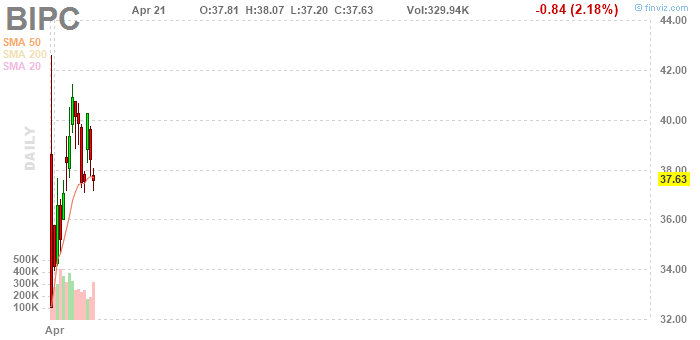 BIPC Apr 21 O:37.81 H:38.07 L:37.20 C:37.63 Vol:329.94K -0.84 (2.18%) © finviz.com
SMA 50
SMA 200
SMA 20
DAILY
44.00
42.00
40.00
38.00
37.63
36.00
34.00
32.00
500K
400K
300K
200K
100K
Apr